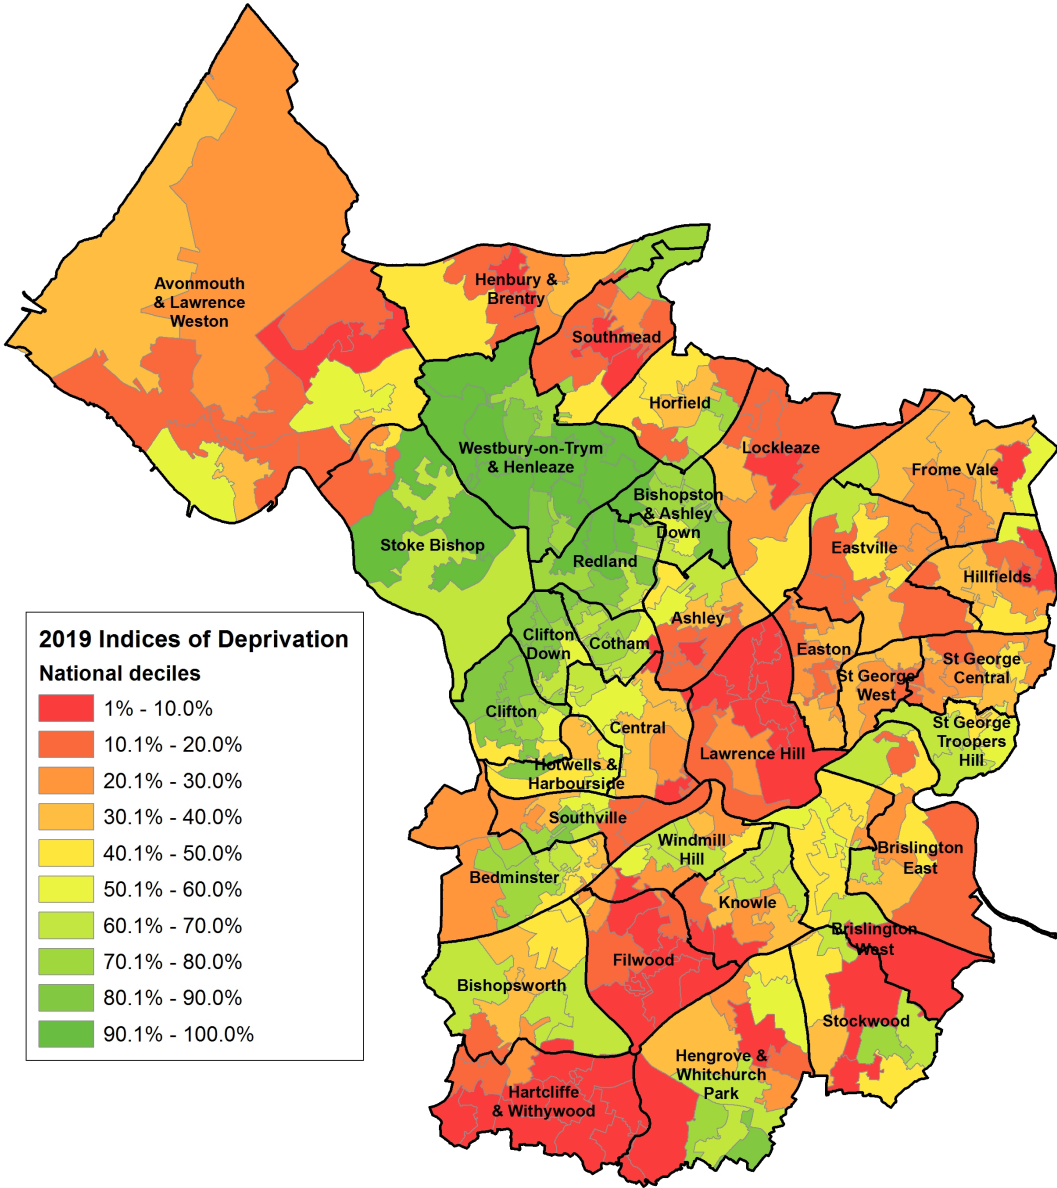 Avonmouth
& Lawrence
Weston
Henbury &
Brentry
Southmead
Horfield
Lockleaze
Westbury-on-Trym
& Henleaze
Frome Vale
Bishopston
& Ashley
Down
Stoke Bishop
Redland
Eastville
Hillfields
Ashley
Clifton
Down
Cotham
Easton
St George
West
St George
Central
Clifton
Central
Lawrence Hill
St George
Troopers
Hill
Hotwells &
Harbourside
Southville
Windmill
Hill
Brislington
East
Bedminster
Knowle
Brislington
West
Filwood
Bishopsworth
Stockwood
Hengrove &
Whitchurch
Park
Hartcliffe
& Withywood
2019 Indices of Deprivation
National deciles
1% - 10.0%
10.1% - 20.0%
20.1% - 30.0%
30.1% - 40.0%
40.1% - 50.0%
50.1% - 60.0%
60.1% - 70.0%
70.1% - 80.0%
80.1% - 90.0%
90.1% - 100.0%